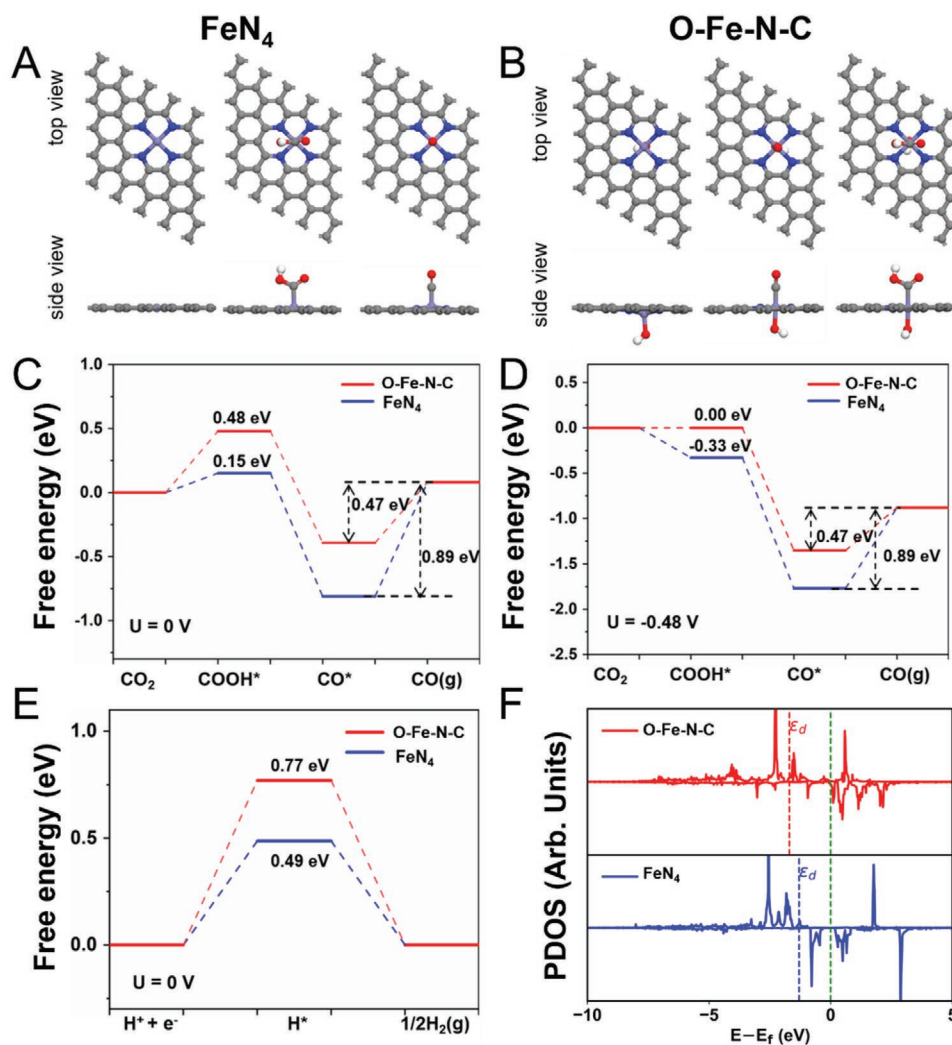 FeN4
O-Fe-N-C
A
top view
side view
B
top view
side view
C
Free energy (eV)
1.0
0.5
0.0
-0.5
-1.0
O-Fe-N-C
FeN4
0.48 eV
0.15 eV
0.47 eV
0.89 eV
U = 0 V
CO2
COOH*
CO*
CO(g)
D
Free energy (eV)
0.5
0.0
-0.5
-1.0
-1.5
-2.0
-2.5
O-Fe-N-C
FeN4
0.00 eV
-0.33 eV
0.47 eV
0.89 eV
U = -0.48 V
CO2
COOH*
CO*
CO(g)
E
Free energy (eV)
1.0
0.5
0.0
O-Fe-N-C
FeN4
0.77 eV
0.49 eV
U = 0 V
H+ + e-
H*
1/2H2(g)
F
PDOS (Arb. Units)
O-Fe-N-C
εd
FeN4
εd
-10
-5
0
5
E−Ef (eV)